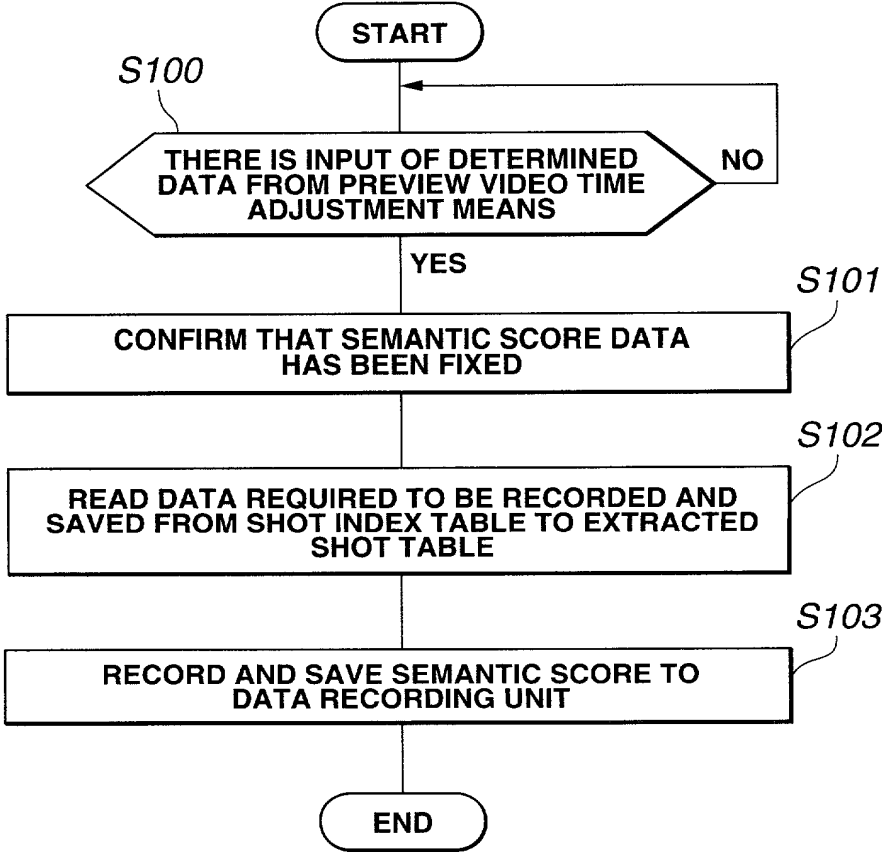 START
S100
THERE IS INPUT OF DETERMINED
DATA FROM PREVIEW VIDEO TIME
ADJUSTMENT MEANS
NO
YES
S101
CONFIRM THAT SEMANTIC SCORE DATA
HAS BEEN FIXED
S102
READ DATA REQUIRED TO BE RECORDED AND
SAVED FROM SHOT INDEX TABLE TO EXTRACTED
SHOT TABLE
S103
RECORD AND SAVE SEMANTIC SCORE TO
DATA RECORDING UNIT
END